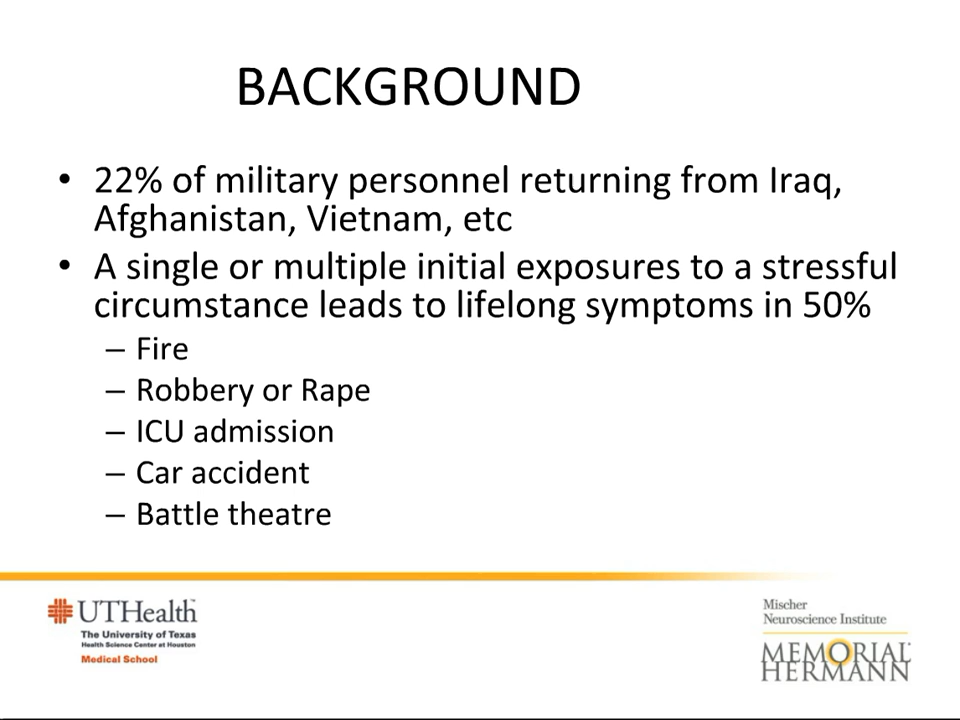 BACKGROUND
• 22% of military personnel returning from Iraq,
Afghanistan, Vietnam, etc
• A single or multiple initial exposures to a stressful
circumstance leads to lifelong symptoms in 50%
– Fire
– Robbery or Rape
– ICU admission
– Car accident
– Battle theatre
UTHealth
The University of Texas
Health Science Center at Houston
Medical School
Mischer
Neuroscience Institute
MEMORIAL
HERMANN